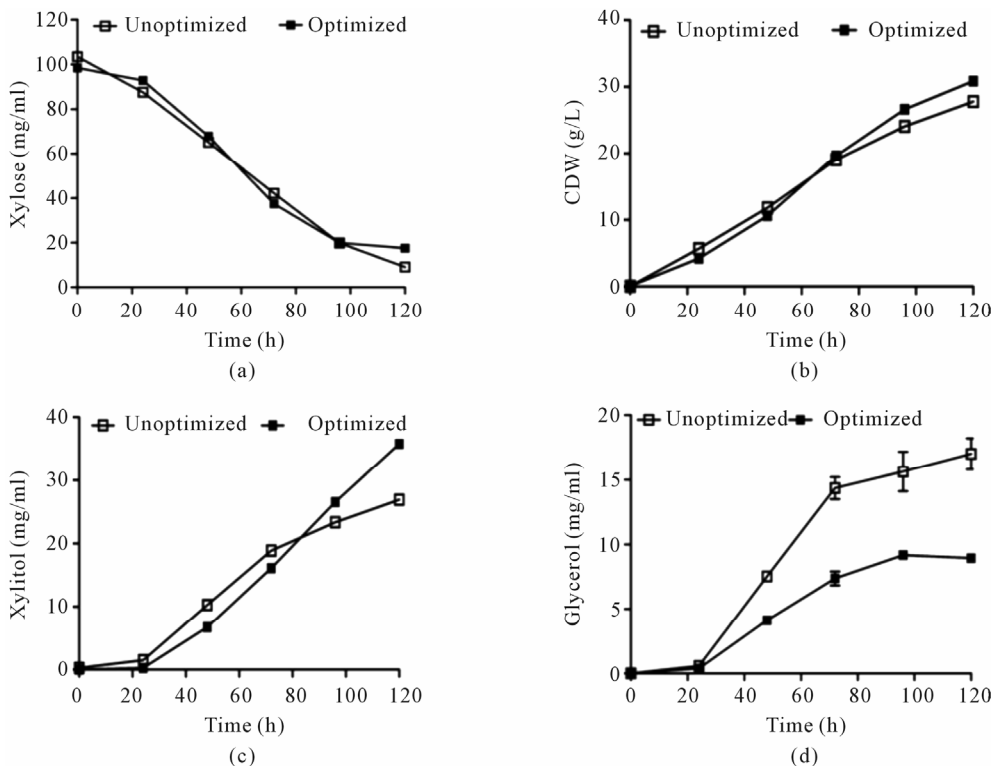 Unoptimized Optimized
Xylose (mg/ml)
120
100
80
60
40
20
0
0 20 40 60 80 100 120
Time (h)
(a)
Unoptimized Optimized
CDW (g/L)
40
30
20
10
0
0 20 40 60 80 100 120
Time (h)
(b)
Unoptimized Optimized
Xylitol (mg/ml)
40
30
20
10
0
0 20 40 60 80 100 120
Time (h)
(c)
Unoptimized Optimized
Glycerol (mg/ml)
20
15
10
5
0
0 20 40 60 80 100 120
Time (h)
(d)